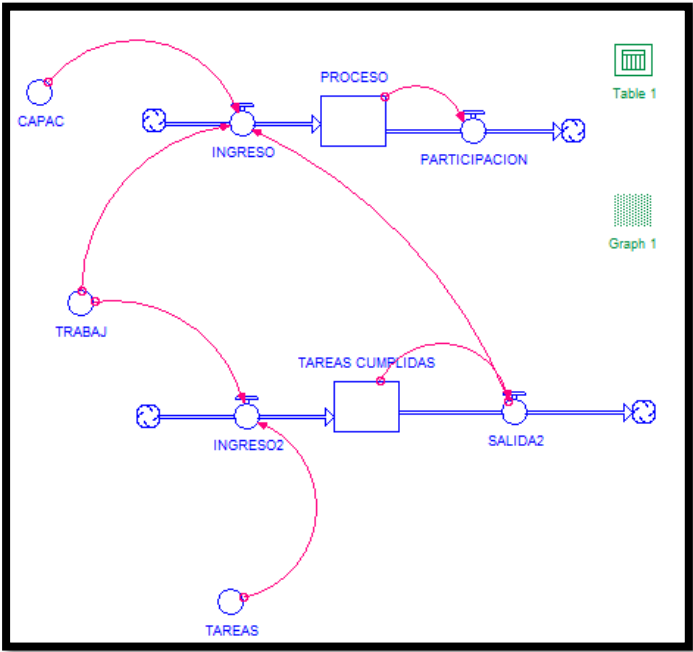 PROCESO
Table 1
CAPAC
INGRESO
PARTICIPACION
Graph 1
TRABAJ
TAREAS CUMPLIDAS
INGRESO2
SALIDA2
TAREAS